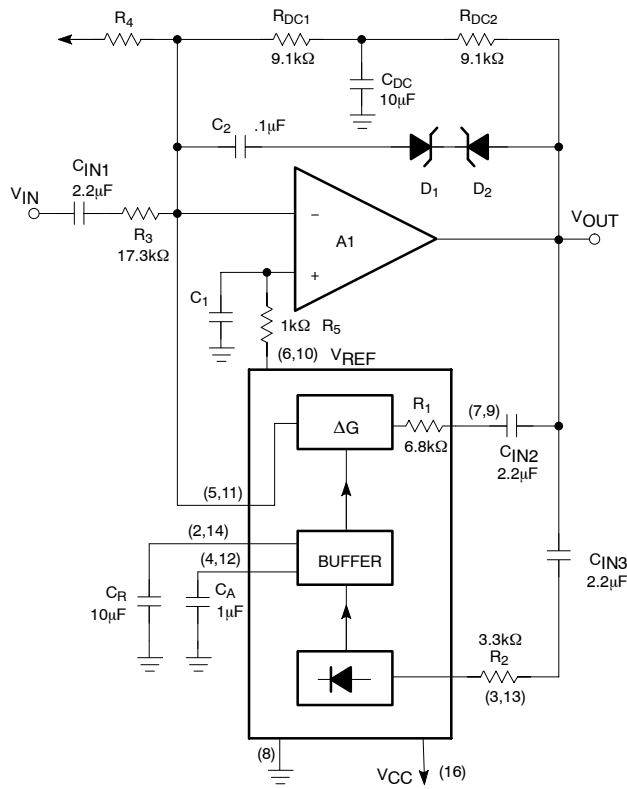 R4
RDC1
9.1kΩ
RDC2
9.1kΩ
CDC
10μF
C2
.1μF
D1
D2
CIN1
2.2μF
VIN
R3
17.3kΩ
−
A1
+
VOUT
C1
1kΩ R5
(6,10)
VREF
ΔG
R1
6.8kΩ
(7,9)
CIN2
2.2μF
(5,11)
(2,14)
(4,12)
BUFFER
CR
10μF
CA
1μF
CIN3
2.2μF
3.3kΩ
R2
(3,13)
(8)
VCC
(16)